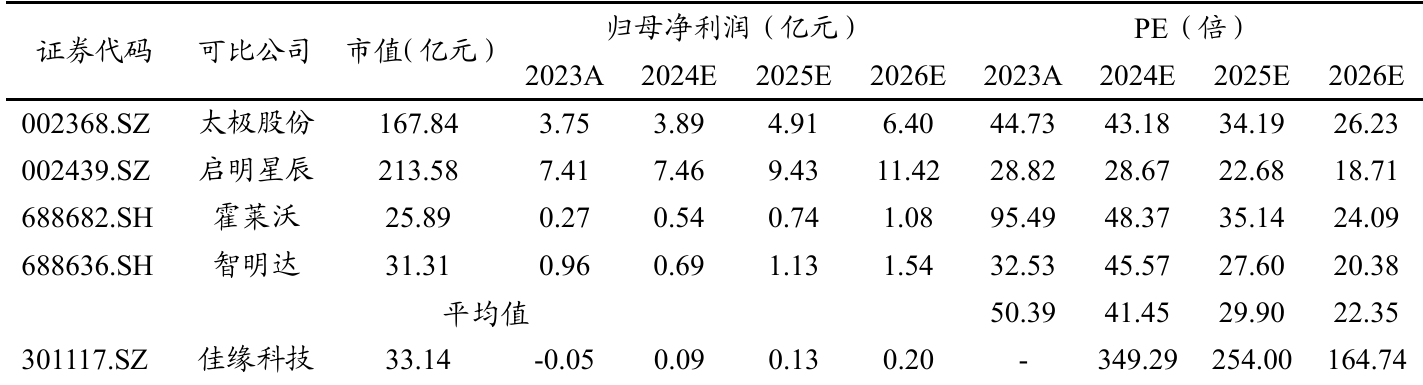 证券代码 可比公司 市值(亿元) 归母净利润（亿元） PE（倍）
2023A 2024E 2025E 2026E 2023A 2024E 2025E 2026E
002368.SZ 太极股份 167.84 3.75 3.89 4.91 6.40 44.73 43.18 34.19 26.23
002439.SZ 启明星辰 213.58 7.41 7.46 9.43 11.42 28.82 28.67 22.68 18.71
688682.SH 霍莱沃 25.89 0.27 0.54 0.74 1.08 95.49 48.37 35.14 24.09
688636.SH 智明达 31.31 0.96 0.69 1.13 1.54 32.53 45.57 27.60 20.38
平均值 50.39 41.45 29.90 22.35
301117.SZ 佳缘科技 33.14 -0.05 0.09 0.13 0.20 - 349.29 254.00 164.74